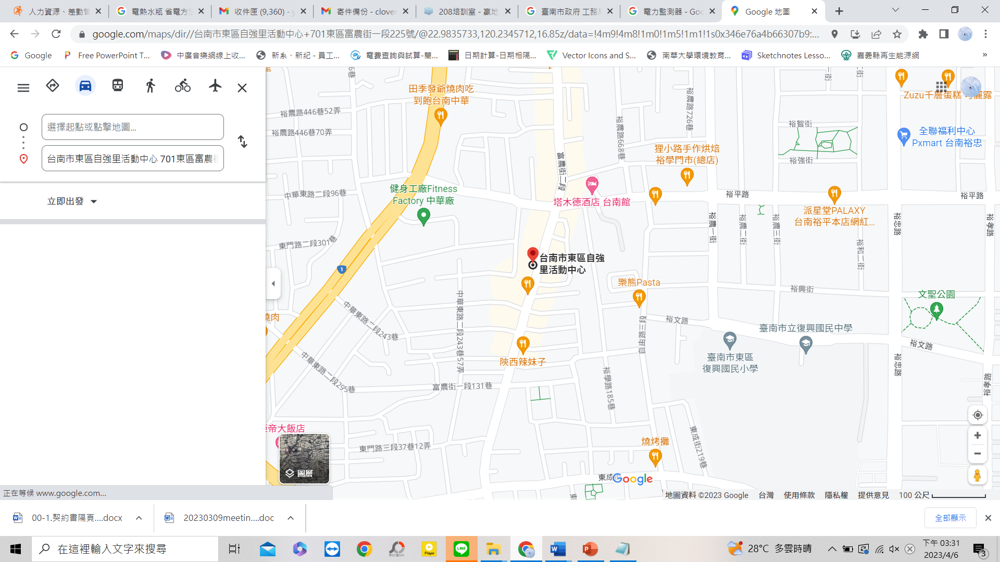 人力資源、差勤管
電熱水瓶 省電方法
收件匣 (9,360) - y
寄件備份 - clover
208培訓室 - 贏地
臺南市政府 工務局
電力監測器 - Goo
Google 地圖
google.com/maps/dir//台南市東區自強里活動中心+701東區富農街一段225號/@22.9835733,120.2345712,16.85z/data=!4m9!4m8!1m0!1m5!1m1!1s0x346e76a4b66307b9:...
Google
Free PowerPoint T...
中廣音樂網線上收...
新系、新紀 - 員工...
電費查詢與試算-簡...
日期計算-日期相隔...
Vector Icons and S...
南華大學環境教育...
Sketchnotes Lesso...
嘉義縣再生能源網
»
選擇起點或點擊地圖...
台南市東區自強里活動中心 701東區富農街
立即出發
田季發爺燒肉吃
到飽台南中華
裕農路446巷52弄
裕農路446巷70弄
裕農路668巷
裕農路726巷
裕智街
裕強街
Zuzu千層蛋糕
全聯福利中心
Pxmart 台南裕忠
富農街二段
狸小路手作烘焙
裕學門市(總店)
中華東路二段96巷
健身工廠Fitness
Factory 中華廠
塔木德酒店 台南館
裕平路
裕平路
派星堂PALAXY
台南裕平本店網紅...
裕農一街
裕農二街
裕農三街
裕忠路
裕孝路
裕和二街
東門路二段301巷
1
台南市東區自強
里活動中心
樂熊Pasta
裕興街
文聖公園
中華東路二段243巷
中華東路二段243巷57弄
燒肉
自由路三段
裕文路
臺南市立復興國民中學
裕文路
臺南市東區
復興國民小學
陝西辣妹子
中華東路二段295巷
富農街一段131巷
裕學路185巷
裕忠路
裕孝路
帝大飯店
東門路三段37巷12弄
圖層
燒烤攤
東成街219巷
東成
Google
地圖資料 ©2023 Google
台灣
使用條款
隱私權
提供意見
100 公尺
正在等候 www.google.com...
00-1.契約書隔頁....docx
20230309meetin....doc
全部顯示
在這裡輸入文字來搜尋
Player
LINE
28°C 多雲時晴
下午 03:31
2023/4/6
3